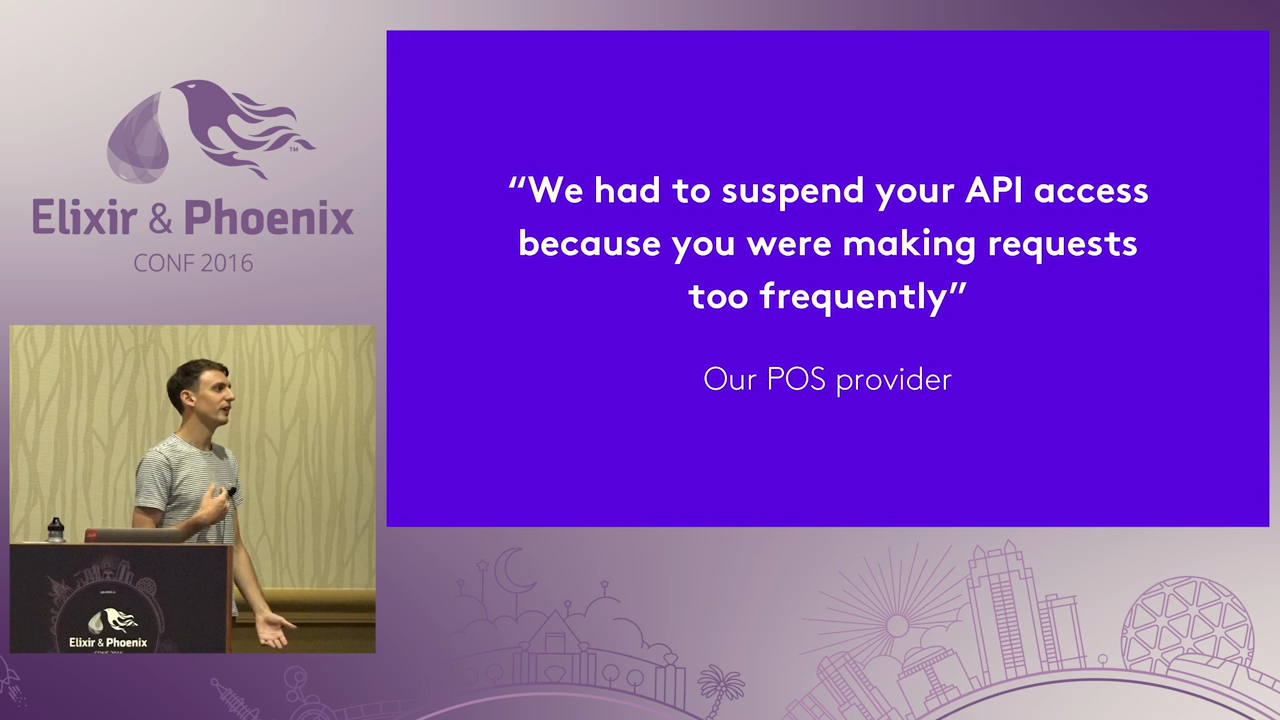 Elixir & Phoenix
TM
CONF 2016
“We had to suspend your API access
because you were making requests
too frequently”
Our POS provider
Elixir & Phoenix